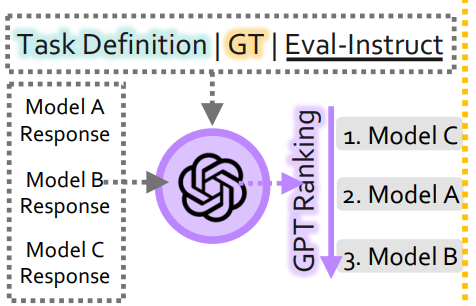 Task Definition | GT | Eval-Instruct
Model A
Response
Model B
Response
Model C
Response
GPT Ranking
1. Model C
2. Model A
3. Model B